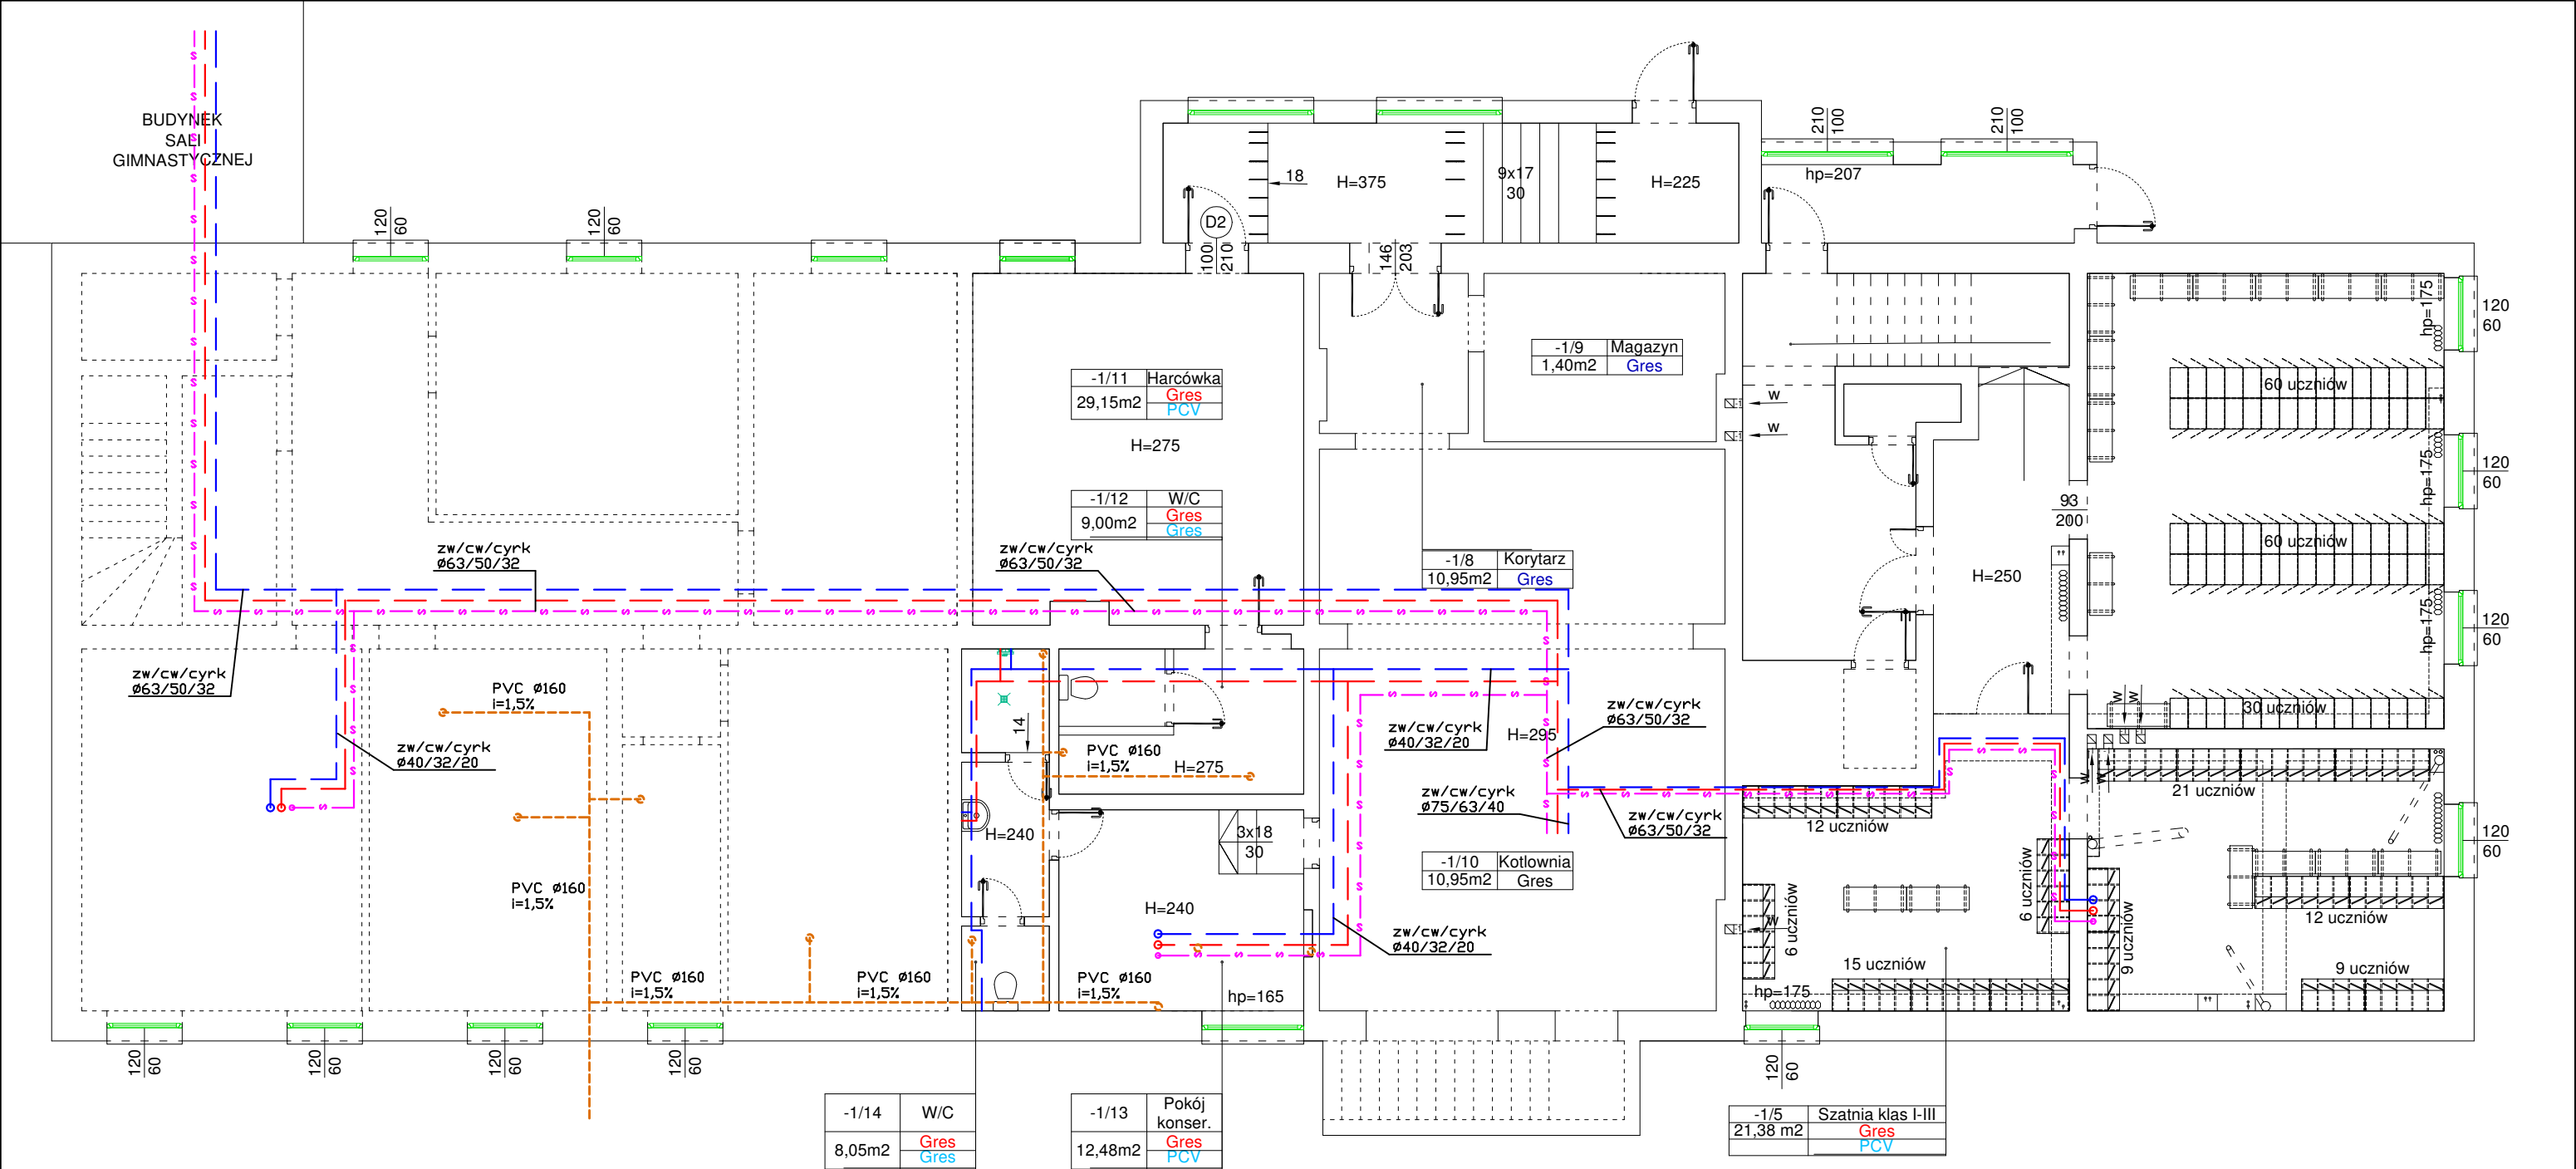 BUDYNEK
SALI
GIMNASTYCZNEJ
120
60
120
60
18
H=375
9x17
30
H=225
D2
100
210
146
203
210
100
210
100
hp=207
-1/11 Harcówka
29,15m2 Gres
PCV
H=275
-1/12 W/C
9,00m2 Gres
Gres
-1/9 Magazyn
1,40m2 Gres
w
w
-1/8 Korytarz
10,95m2 Gres
hp=175
120
60
60 uczniów
hp=175
120
60
93
200
60 uczniów
H=250
hp=175
120
60
30 uczniów
w
w
w
w
zw/cw/cyrk
ø63/50/32
zw/cw/cyrk
ø63/50/32
zw/cw/cyrk
ø63/50/32
PVC ø160
i=1,5%
zw/cw/cyrk
ø40/32/20
PVC ø160
i=1,5%
14
PVC ø160
i=1,5%
H=275
H=240
3x18
30
H=240
zw/cw/cyrk
ø40/32/20
H=295
zw/cw/cyrk
ø63/50/32
zw/cw/cyrk
ø75/63/40
zw/cw/cyrk
ø63/50/32
-1/10 Kotlownia
10,95m2 Gres
zw/cw/cyrk
ø40/32/20
12 uczniów
21 uczniów
120
60
6 uczniów
6 uczniów
9 uczniów
12 uczniów
w
15 uczniów
9 uczniów
hp=175
PVC ø160
i=1,5%
PVC ø160
i=1,5%
PVC ø160
i=1,5%
hp=165
120
60
120
60
120
60
120
60
120
60
-1/14 W/C
8,05m2 Gres
Gres
-1/13 Pokój
konser.
12,48m2 Gres
PCV
-1/5 Szatnia klas I-III
21,38 m2 Gres
PCV